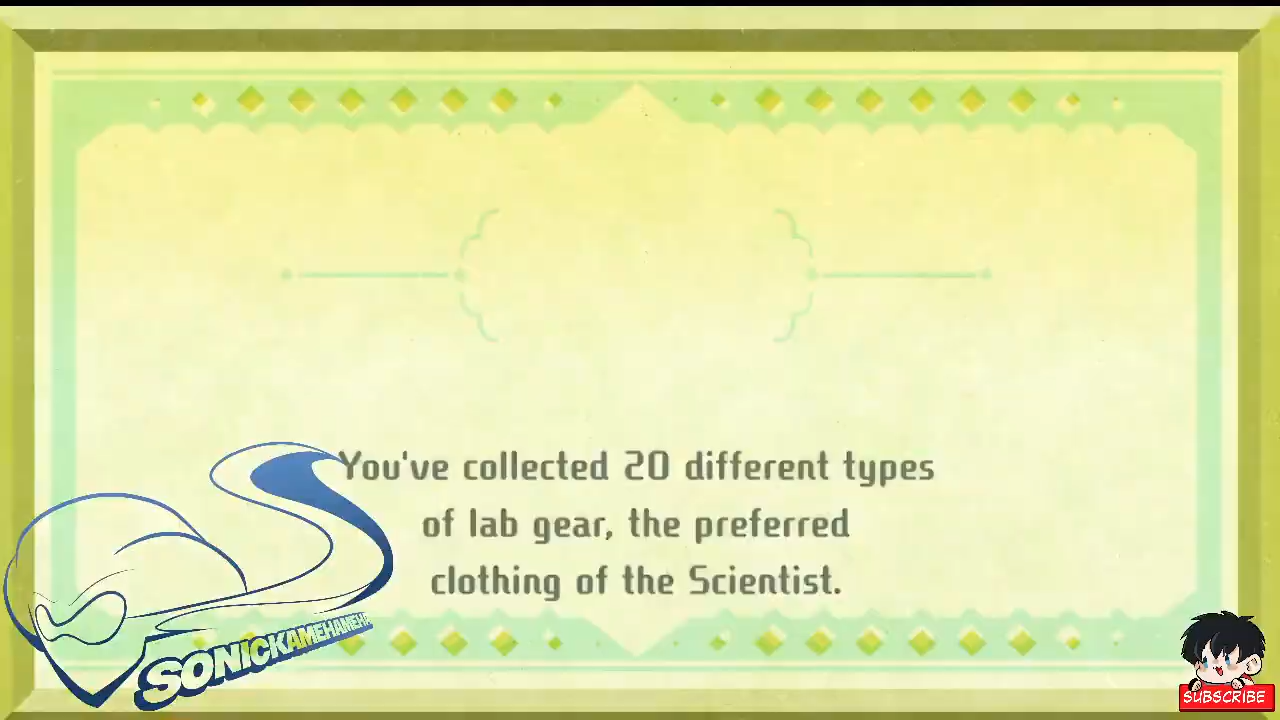 You've collected 20 different types
of lab gear, the preferred
clothing of the Scientist.
SONICKAMEHAMEHA
SUBSCRIBE